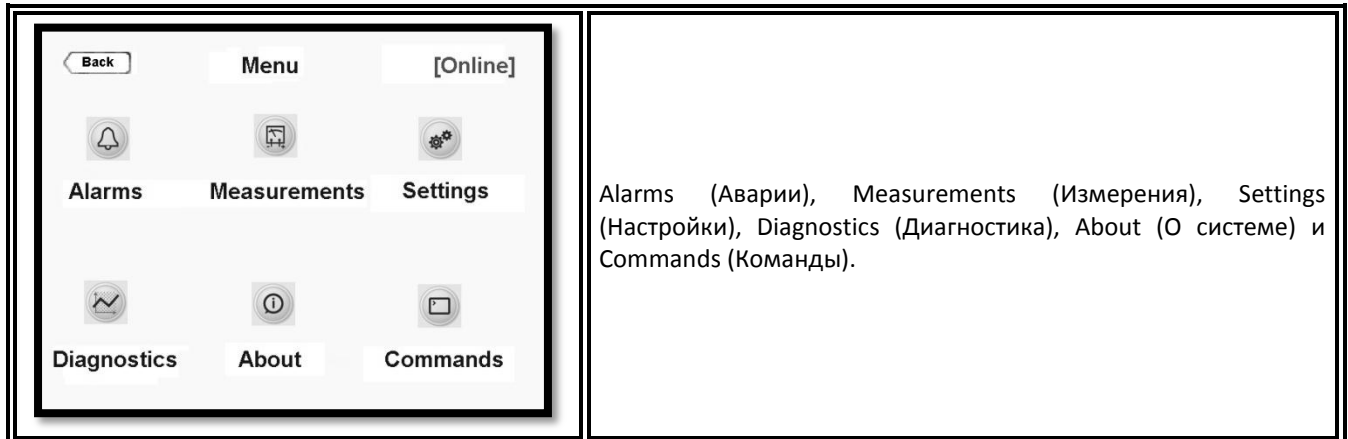 Back Menu [Online]
Alarms Measurements Settings
Diagnostics About Commands
Alarms (Аварии), Measurements (Измерения), Settings
(Настройки), Diagnostics (Диагностика), About (О системе) и
Commands (Команды).